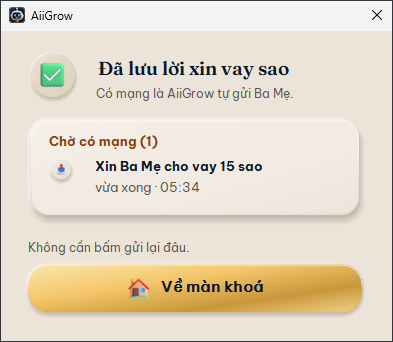 AiiGrow
Đã lưu lời xin vay sao
Có mạng là AiiGrow tự gửi Ba Mẹ.
Chờ có mạng (1)
Xin Ba Mẹ cho vay 15 sao
vừa xong · 05:34
Không cần bấm gửi lại đâu.
Về màn khoá